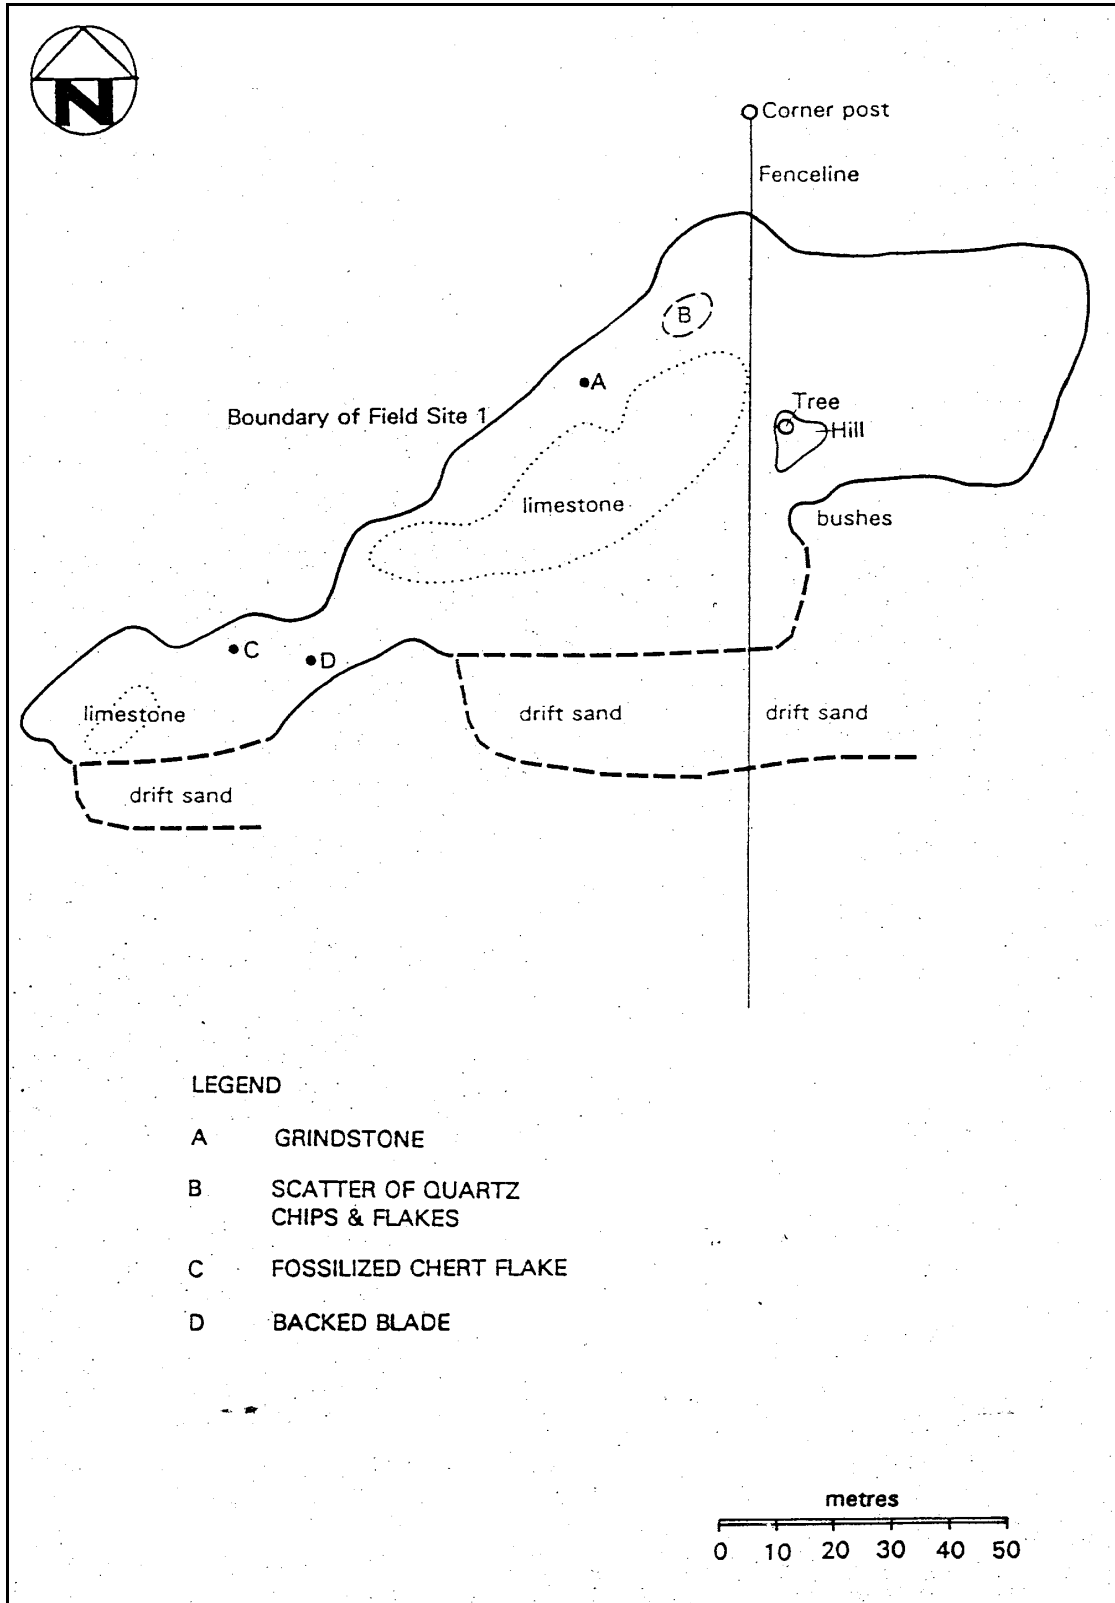 N
Corner post
Fenceline
B
A
Tree
Boundary of Field Site 1
Hill
limestone
bushes
C
D
limestone
drift sand
drift sand
drift sand
LEGEND
A GRINDSTONE
B SCATTER OF QUARTZ
CHIPS & FLAKES
C FOSSILIZED CHERT FLAKE
D BACKED BLADE
metres
0 10 20 30 40 50